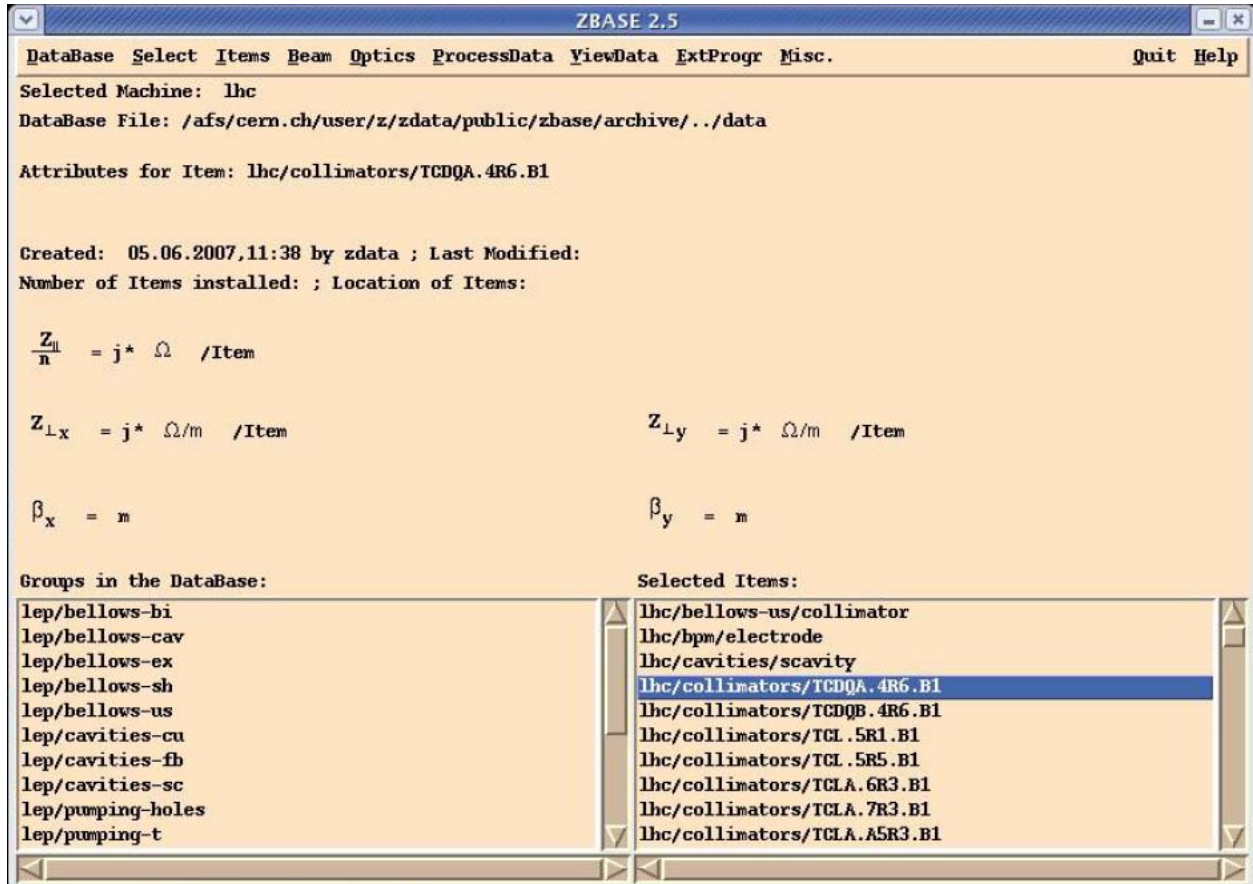 ZBASE 2.5
DataBase Select Items Beam Optics ProcessData ViewData ExtProgr Misc. Quit Help
Selected Machine: lhc
DataBase File: /afs/cern.ch/user/z/zdata/public/zbase/archive/../data
Attributes for Item: lhc/collimators/TCDQA.4R6.B1
Created: 05.06.2007,11:38 by zdata ; Last Modified:
Number of Items installed: ; Location of Items:
Z∥/n = j* Ω /Item
Z⊥x = j* Ω/m /Item
Z⊥y = j* Ω/m /Item
βx = m
βy = m
Groups in the DataBase:
lep/bellows-bi
lep/bellows-cav
lep/bellows-ex
lep/bellows-sh
lep/bellows-us
lep/cavities-cu
lep/cavities-fb
lep/cavities-sc
lep/pumping-holes
lep/pumping-t
Selected Items:
lhc/bellows-us/collimator
lhc/bpm/electrode
lhc/cavities/scavity
lhc/collimators/TCDQA.4R6.B1
lhc/collimators/TCDQB.4R6.B1
lhc/collimators/TCL.5R1.B1
lhc/collimators/TCL.5R5.B1
lhc/collimators/TCLA.6R3.B1
lhc/collimators/TCLA.7R3.B1
lhc/collimators/TCLA.A5R3.B1